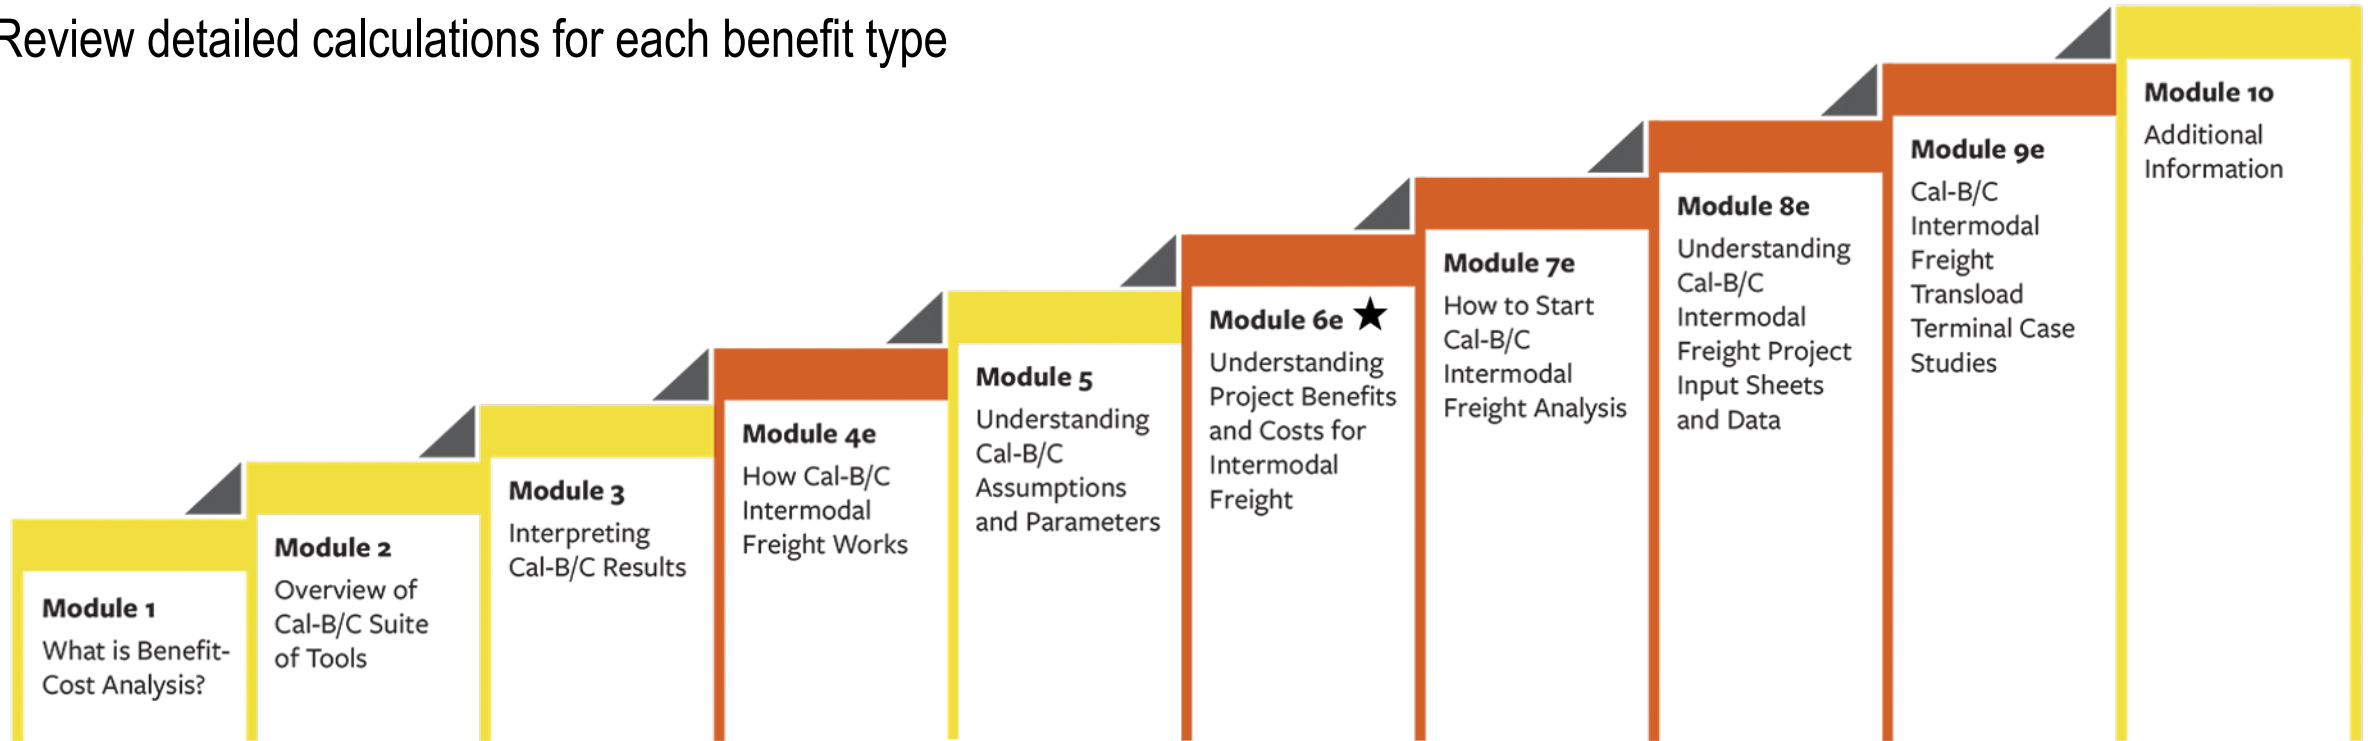 Review detailed calculations for each benefit type
Module 1
What is Benefit-
Cost Analysis?
Module 2
Overview of
Cal-B/C Suite
of Tools
Module 3
Interpreting
Cal-B/C Results
Module 4e
How Cal-B/C
Intermodal
Freight Works
Module 5
Understanding
Cal-B/C
Assumptions
and Parameters
Module 6e ★
Understanding
Project Benefits
and Costs for
Intermodal
Freight
Module 7e
How to Start
Cal-B/C
Intermodal
Freight Analysis
Module 8e
Understanding
Cal-B/C
Intermodal
Freight Project
Input Sheets
and Data
Module 9e
Cal-B/C
Intermodal
Freight
Transload
Terminal Case
Studies
Module 10
Additional
Information